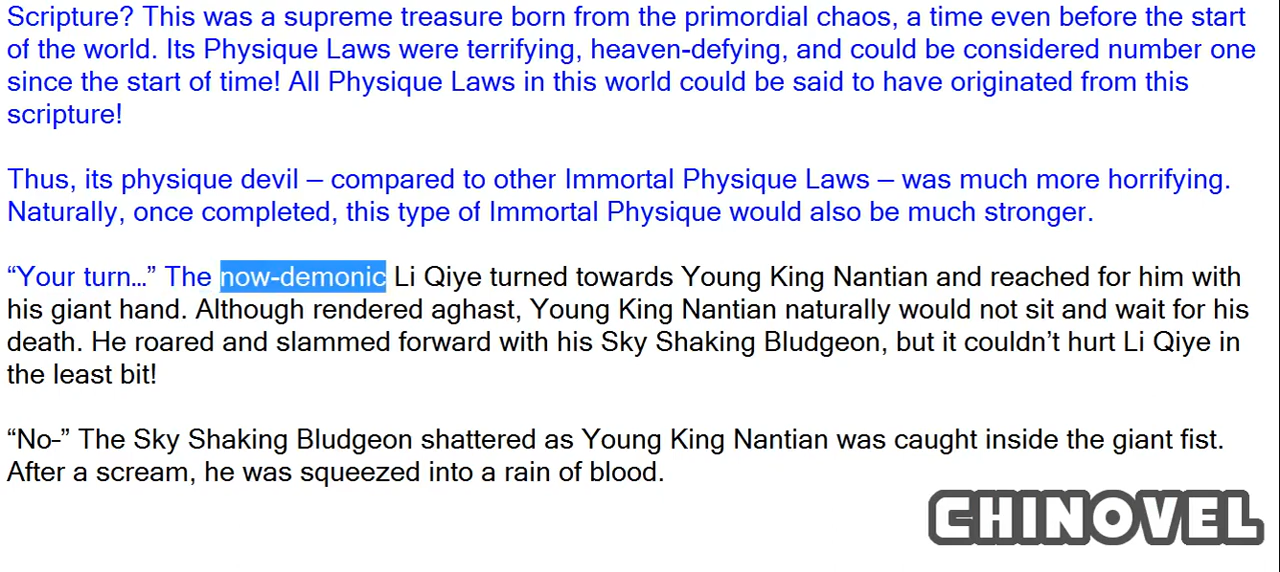 Scripture? This was a supreme treasure born from the primordial chaos, a time even before the start
of the world. Its Physique Laws were terrifying, heaven-defying, and could be considered number one
since the start of time! All Physique Laws in this world could be said to have originated from this
scripture!
Thus, its physique devil – compared to other Immortal Physique Laws – was much more horrifying.
Naturally, once completed, this type of Immortal Physique would also be much stronger.
“Your turn…” The now-demonic Li Qiye turned towards Young King Nantian and reached for him with
his giant hand. Although rendered aghast, Young King Nantian naturally would not sit and wait for his
death. He roared and slammed forward with his Sky Shaking Bludgeon, but it couldn’t hurt Li Qiye in
the least bit!
“No–” The Sky Shaking Bludgeon shattered as Young King Nantian was caught inside the giant fist.
After a scream, he was squeezed into a rain of blood.
CHINOVEL